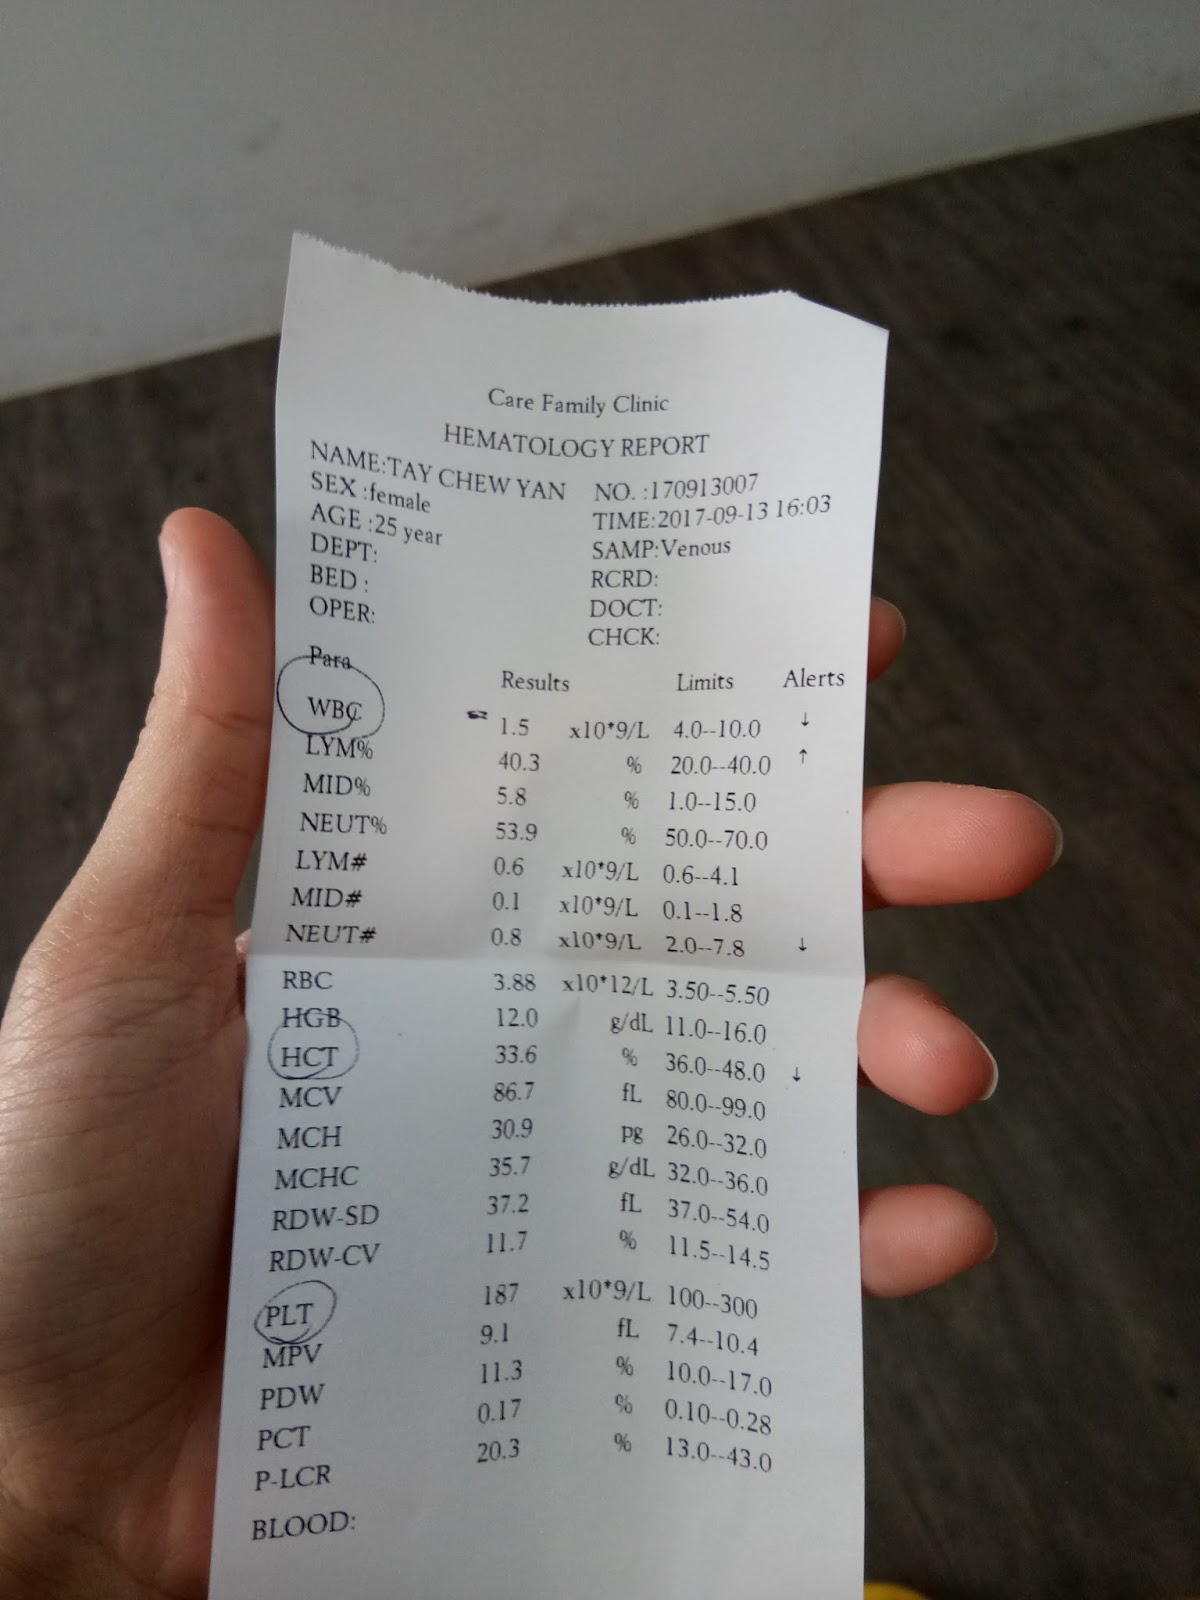 Care Family Clinic
HEMATOLOGY REPORT
NAME:TAY CHEW YAN NO. :170913007
SEX :female TIME:2017-09-13 16:03
AGE :25 year SAMP:Venous
DEPT: RCRD:
BED : DOCT:
OPER: CHCK:
Para Results Limits Alerts
WBC 1.5 x10*9/L 4.0--10.0 ↓
LYM% 40.3 % 20.0--40.0 ↑
MID% 5.8 % 1.0--15.0
NEUT% 53.9 % 50.0--70.0
LYM# 0.6 x10*9/L 0.6--4.1
MID# 0.1 x10*9/L 0.1--1.8
NEUT# 0.8 x10*9/L 2.0--7.8 ↓
RBC 3.88 x10*12/L 3.50--5.50
HGB 12.0 g/dL 11.0--16.0
HCT 33.6 % 36.0--48.0 ↓
MCV 86.7 fL 80.0--99.0
MCH 30.9 pg 26.0--32.0
MCHC 35.7 g/dL 32.0--36.0
RDW-SD 37.2 fL 37.0--54.0
RDW-CV 11.7 % 11.5--14.5
PLT 187 x10*9/L 100--300
MPV 9.1 fL 7.4--10.4
PDW 11.3 % 10.0--17.0
PCT 0.17 % 0.10--0.28
P-LCR 20.3 % 13.0--43.0
BLOOD: